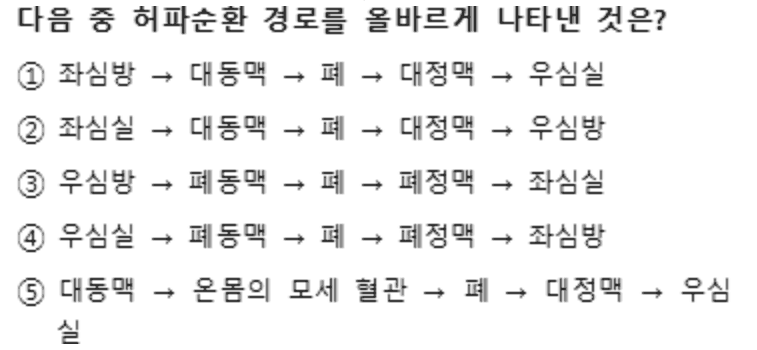 다음 중 허파순환 경로를 올바르게 나타낸 것은?
① 좌심방 → 대동맥 → 폐 → 대정맥 → 우심실
② 좌심실 → 대동맥 → 폐 → 대정맥 → 우심방
③ 우심방 → 폐동맥 → 폐 → 폐정맥 → 좌심실
④ 우심실 → 폐동맥 → 폐 → 폐정맥 → 좌심방
⑤ 대동맥 → 온몸의 모세 혈관 → 폐 → 대정맥 → 우심
실